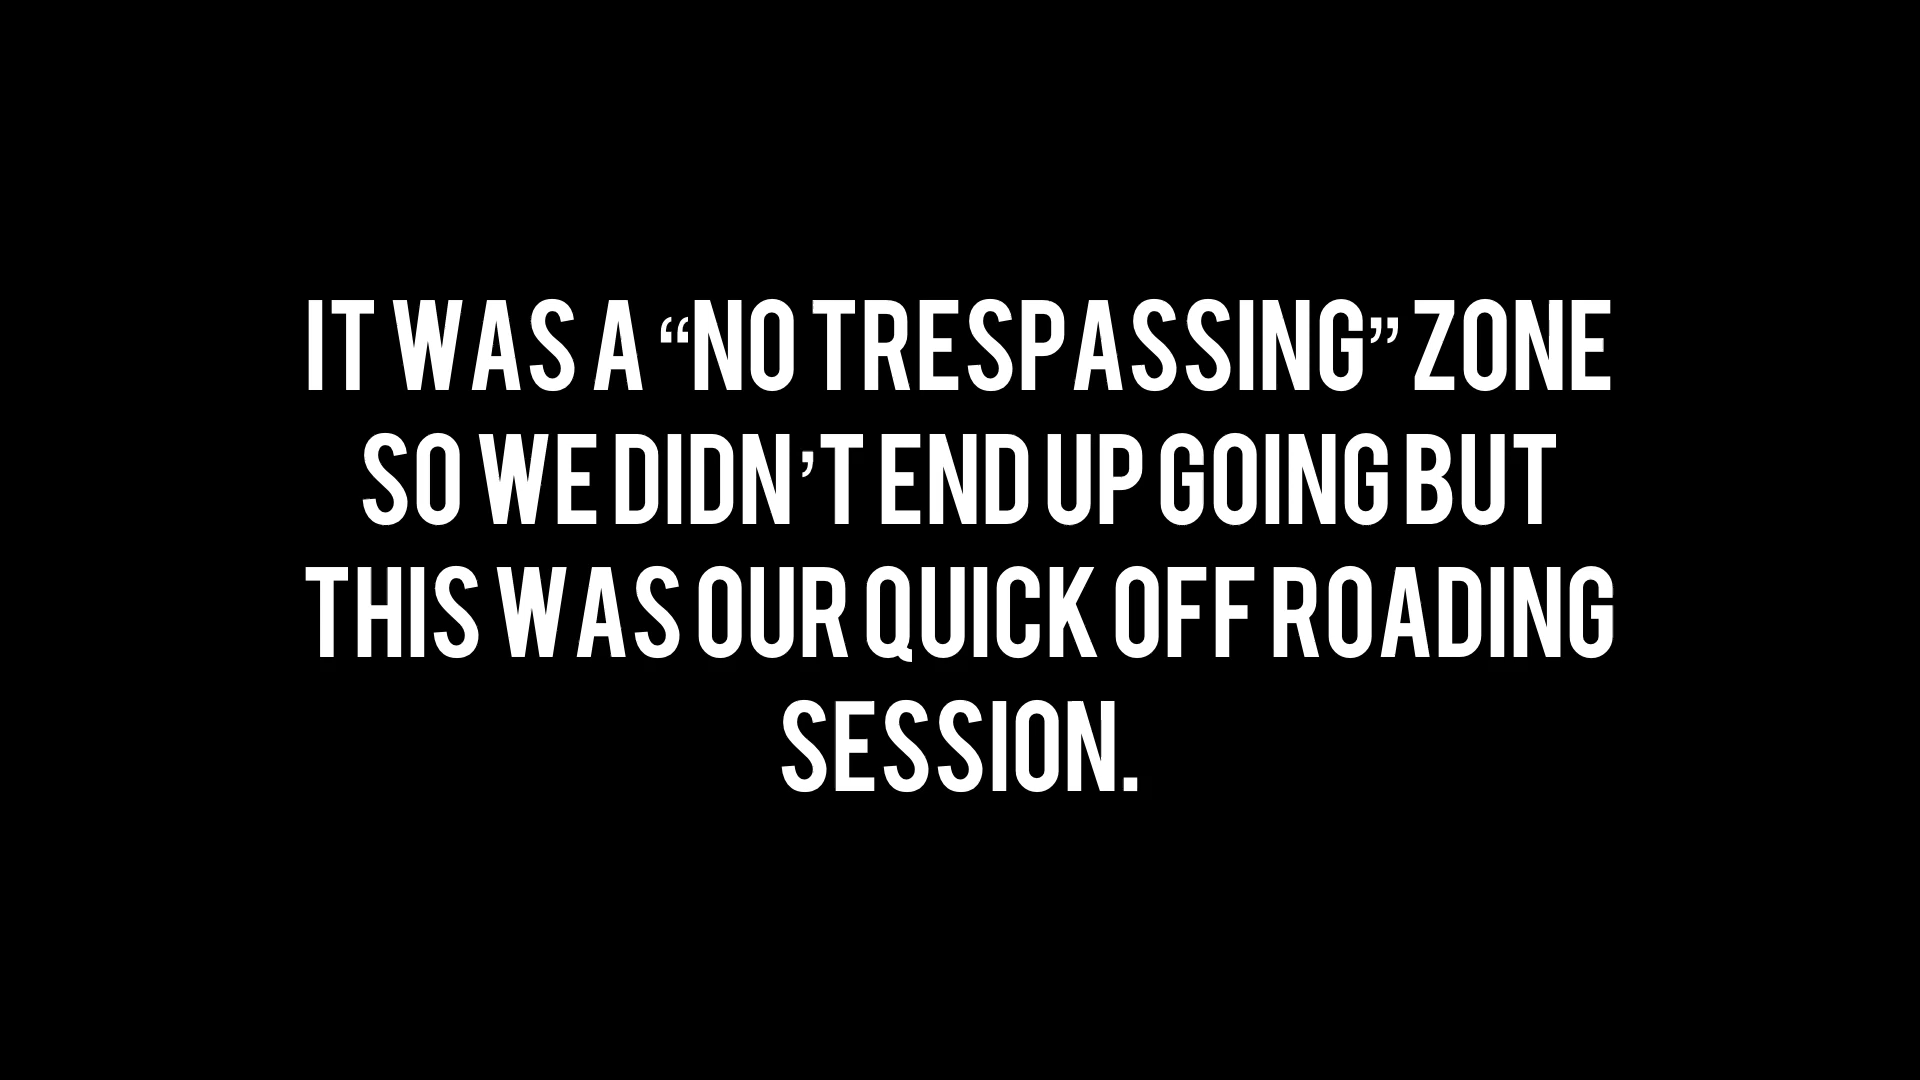 IT WAS A “NO TRESPASSING” ZONE
SO WE DIDN’T END UP GOING BUT
THIS WAS OUR QUICK OFF ROADING
SESSION.